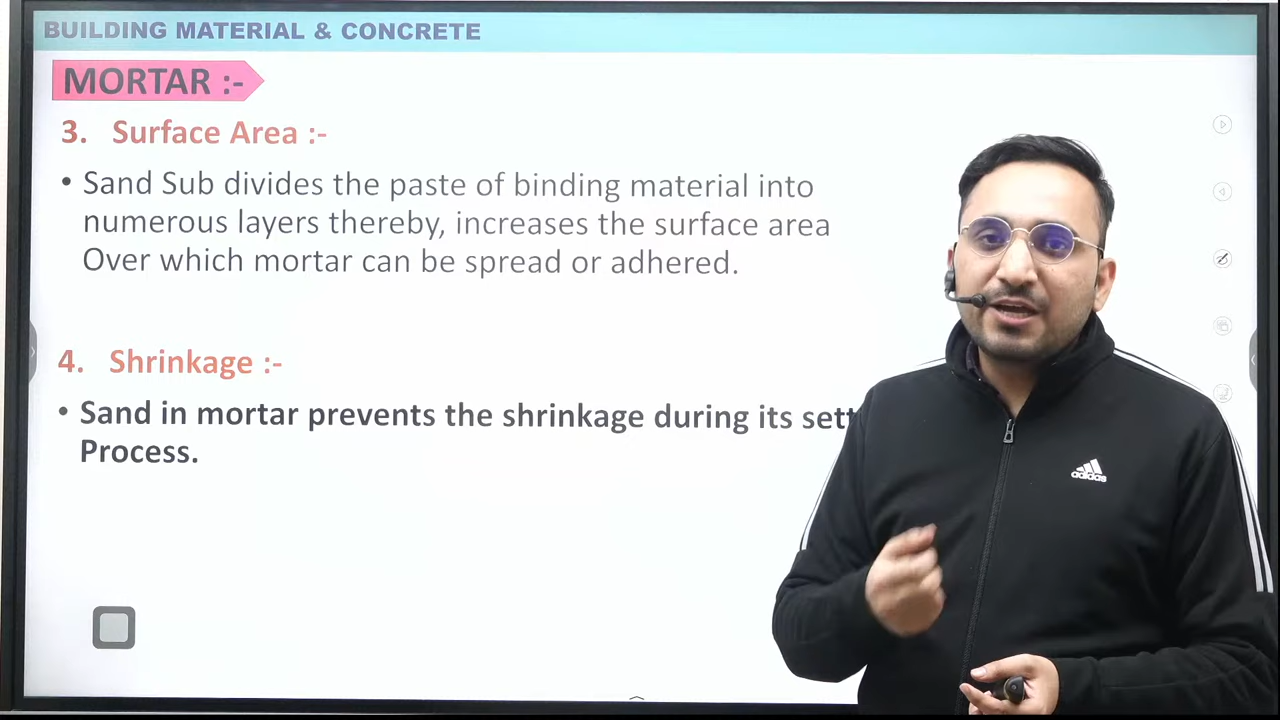 BUILDING MATERIAL & CONCRETE
MORTAR :-
3. Surface Area :-
• Sand Sub divides the paste of binding material into
numerous layers thereby, increases the surface area
Over which mortar can be spread or adhered.
4. Shrinkage :-
• Sand in mortar prevents the shrinkage during its
Process.
adidas